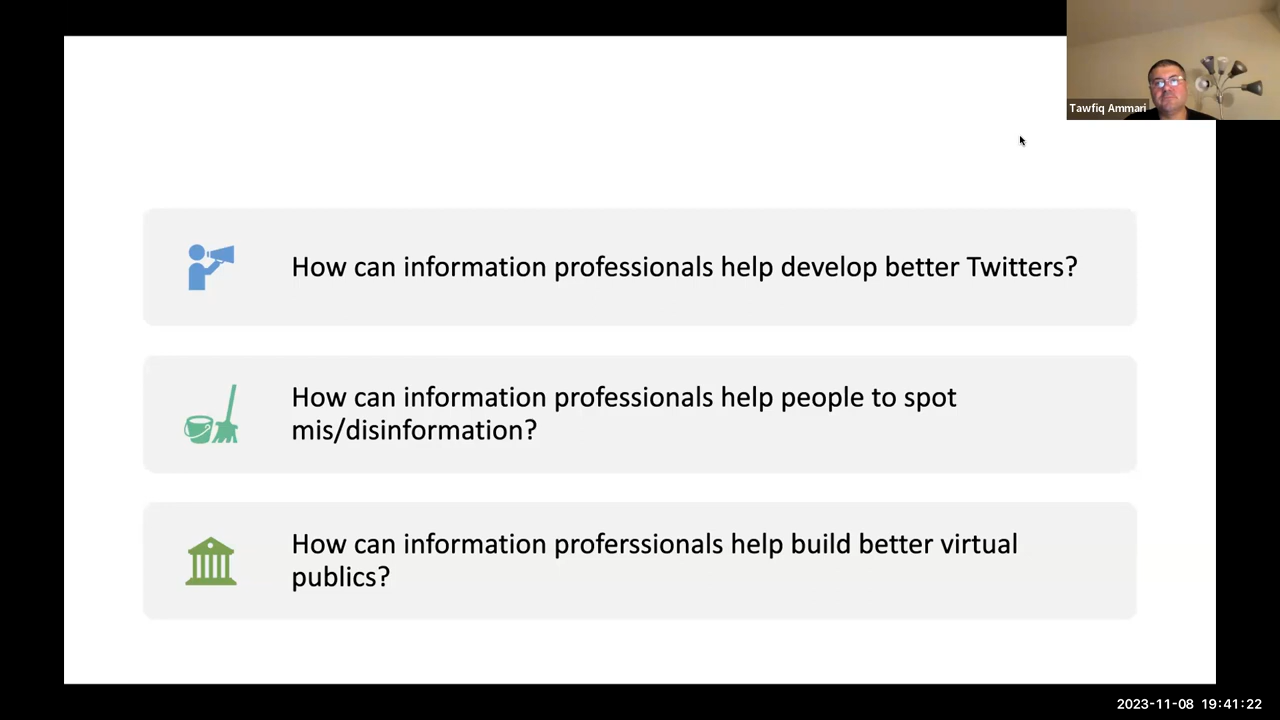 Tawfiq Ammari
How can information professionals help develop better Twitters?
How can information professionals help people to spot
mis/disinformation?
How can information proferssionals help build better virtual
publics?
2023-11-08 19:41:22